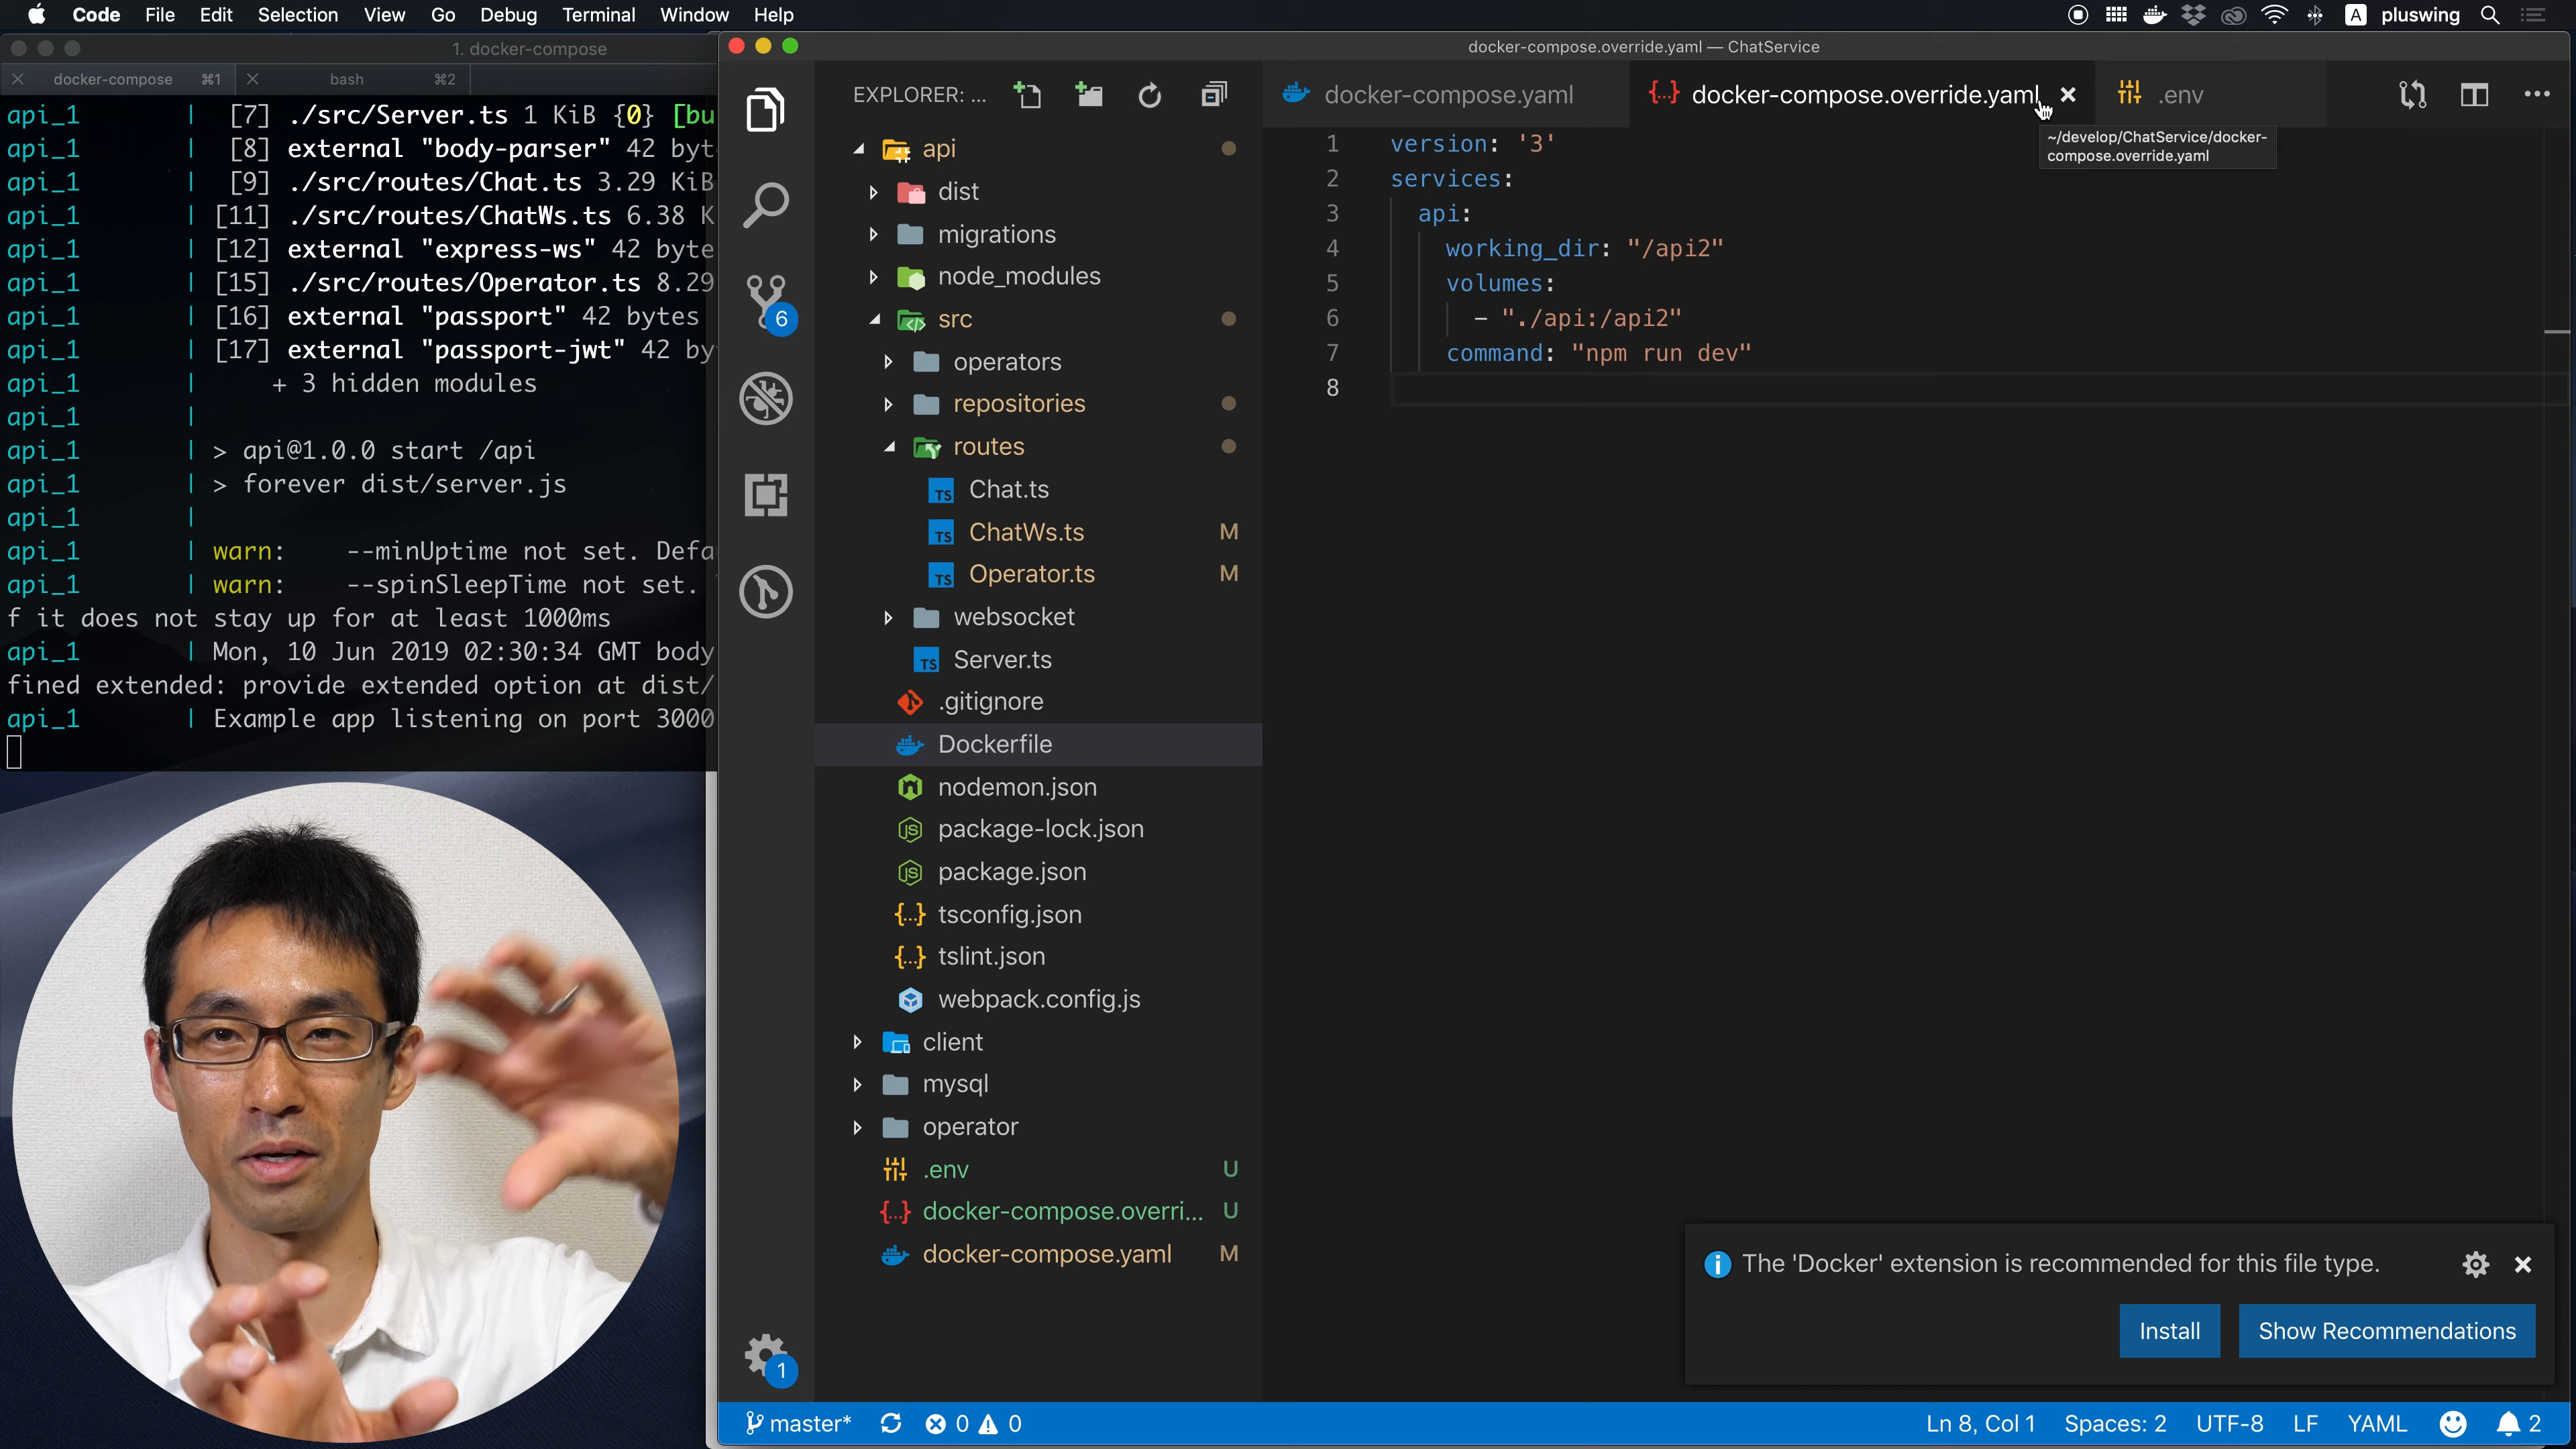 Code File Edit Selection View Go Debug Terminal Window Help
A pluswing
1. docker-compose
docker-compose ⌘1 bash ⌘2
api_1 | [7] ./src/Server.ts 1 KiB {0} [bu
api_1 | [8] external "body-parser" 42 byt
api_1 | [9] ./src/routes/Chat.ts 3.29 KiB
api_1 | [11] ./src/routes/ChatWs.ts 6.38 K
api_1 | [12] external "express-ws" 42 byte
api_1 | [15] ./src/routes/Operator.ts 8.29
api_1 | [16] external "passport" 42 bytes
api_1 | [17] external "passport-jwt" 42 by
api_1 | + 3 hidden modules
api_1 |
api_1 | > api@1.0.0 start /api
api_1 | > forever dist/server.js
api_1 |
api_1 | warn: --minUptime not set. Defa
api_1 | warn: --spinSleepTime not set.
f it does not stay up for at least 1000ms
api_1 | Mon, 10 Jun 2019 02:30:34 GMT body
fined extended: provide extended option at dist/
api_1 | Example app listening on port 3000
docker-compose.override.yaml — ChatService
EXPLORER: ...
api
dist
migrations
node_modules
src
operators
repositories
routes
TS Chat.ts
TS ChatWs.ts M
TS Operator.ts M
websocket
TS Server.ts
.gitignore
Dockerfile
nodemon.json
package-lock.json
package.json
tsconfig.json
tslint.json
webpack.config.js
client
mysql
operator
.env U
docker-compose.overri... U
docker-compose.yaml M
6
1
docker-compose.yaml docker-compose.override.yaml .env
~/develop/ChatService/docker-
compose.override.yaml
1 version: '3'
2 services:
3 api:
4 working_dir: "/api2"
5 volumes:
6 - "./api:/api2"
7 command: "npm run dev"
8
The 'Docker' extension is recommended for this file type.
Install Show Recommendations
master* 0 0 Ln 8, Col 1 Spaces: 2 UTF-8 LF YAML 2